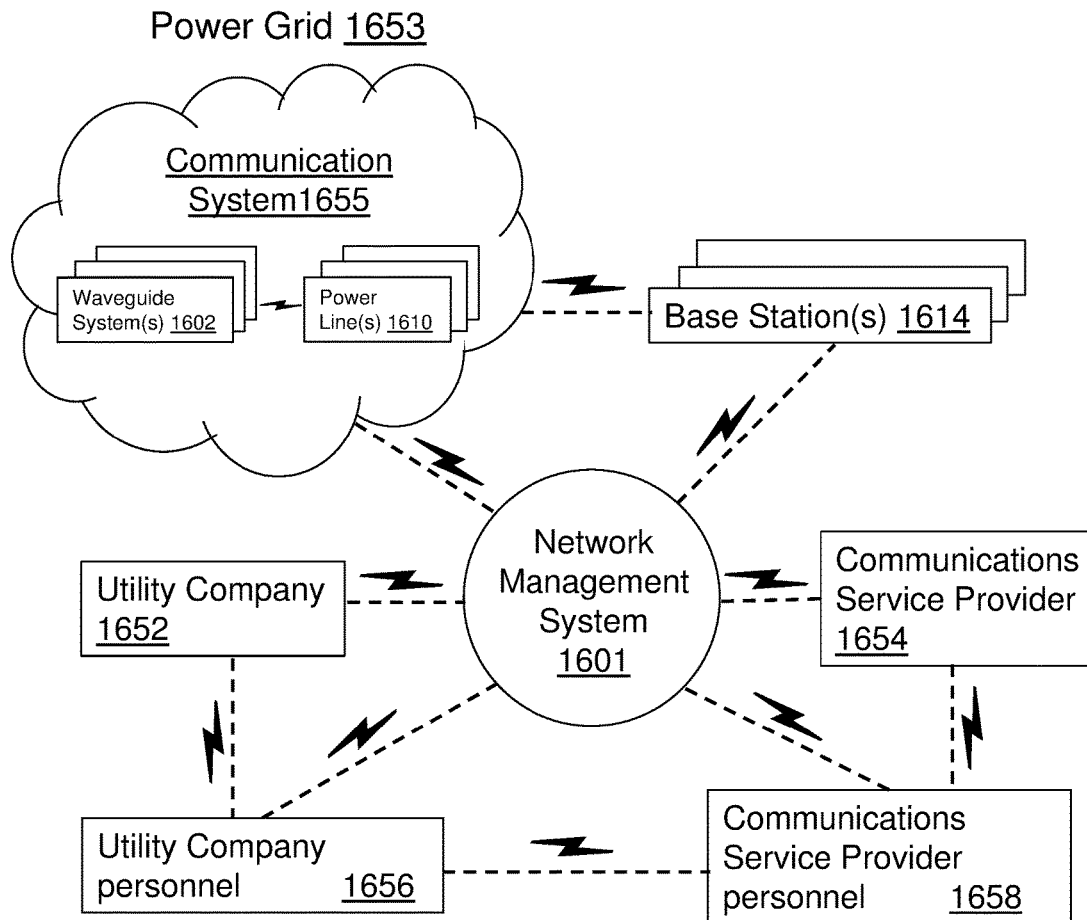 Power Grid 1653
Communication
System1655
Waveguide
System(s) 1602
Power
Line(s) 1610
Base Station(s) 1614
Network
Management
System
1601
Utility Company
1652
Communications
Service Provider
1654
Utility Company
personnel 1656
Communications
Service Provider
personnel 1658